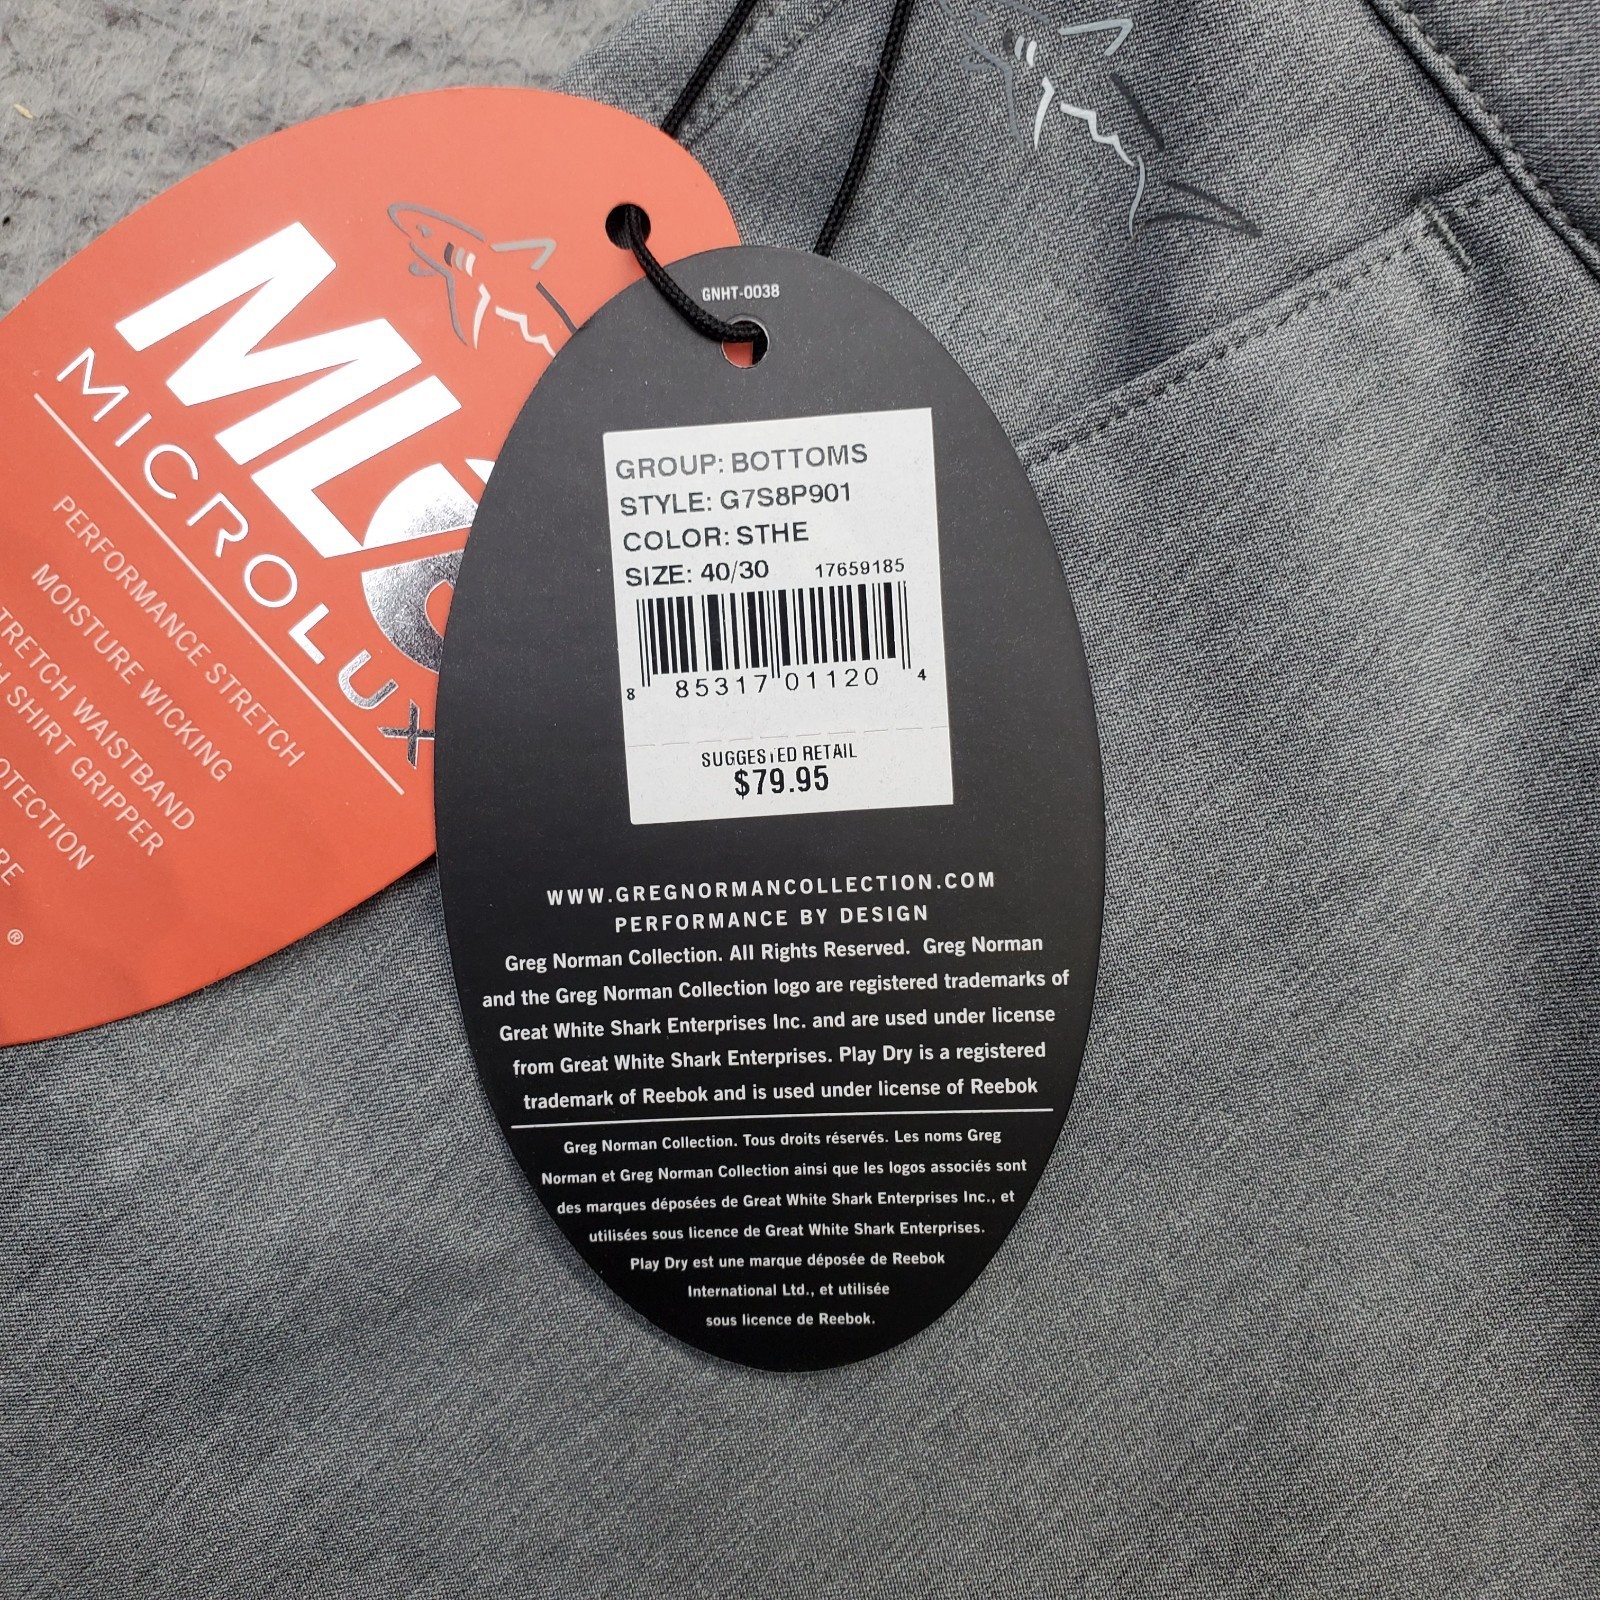 ML
MICROLUX
PERFORMANCE STRETCH
MOISTURE WICKING
STRETCH WAISTBAND
SHIRT GRIPPER
®
GNHT-0038
GROUP: BOTTOMS
STYLE: G7S8P901
COLOR: STHE
SIZE: 40/30 17659185
8 85317 01120 4
SUGGESTED RETAIL
$79.95
WWW.GREGNORMANCOLLECTION.COM
PERFORMANCE BY DESIGN
Greg Norman Collection. All Rights Reserved. Greg Norman
and the Greg Norman Collection logo are registered trademarks of
Great White Shark Enterprises Inc. and are used under license
from Great White Shark Enterprises. Play Dry is a registered
trademark of Reebok and is used under license of Reebok
Greg Norman Collection. Tous droits réservés. Les noms Greg
Norman et Greg Norman Collection ainsi que les logos associés sont
des marques déposées de Great White Shark Enterprises Inc., et
utilisées sous licence de Great White Shark Enterprises.
Play Dry est une marque déposée de Reebok
International Ltd., et utilisée
sous licence de Reebok.